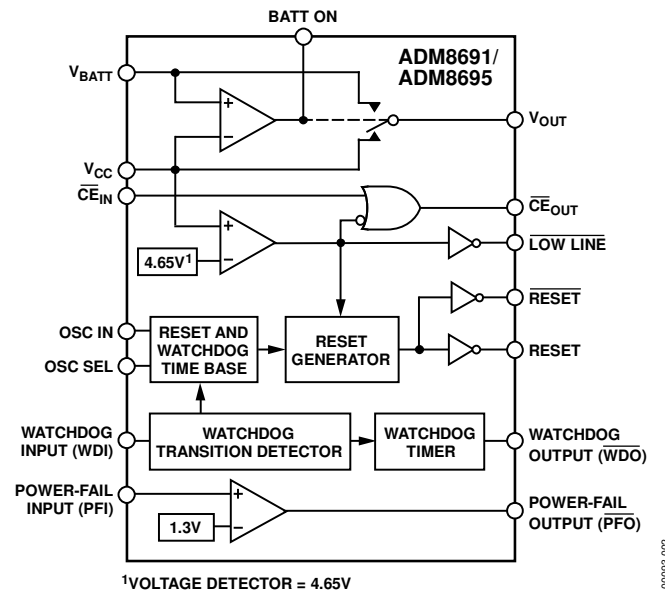 BATT ON
ADM8691/
ADM8695
VBATT
VOUT
VCC
CEIN
CEOUT
4.65V1
LOW LINE
RESET
OSC IN
RESET AND
WATCHDOG
TIME BASE
RESET
GENERATOR
RESET
OSC SEL
WATCHDOG
INPUT (WDI)
WATCHDOG
TRANSITION DETECTOR
WATCHDOG
TIMER
WATCHDOG
OUTPUT (WDO)
POWER-FAIL
INPUT (PFI)
1.3V
POWER-FAIL
OUTPUT (PFO)
1VOLTAGE DETECTOR = 4.65V
00093-002